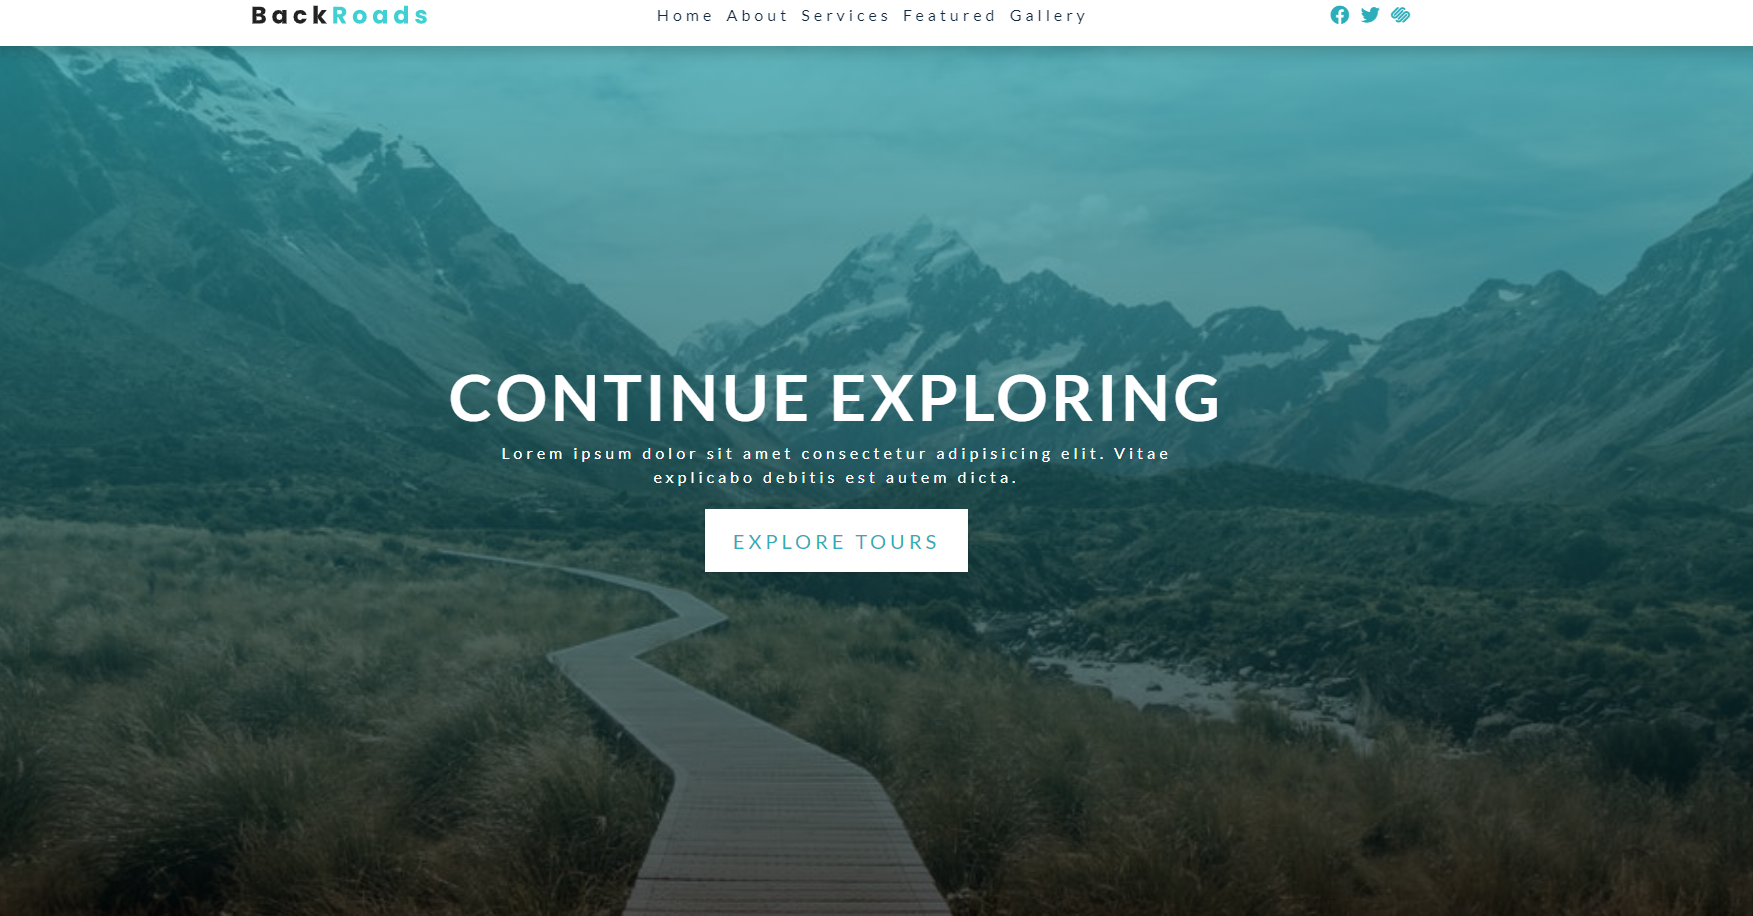 BackRoads
Home About Services Featured Gallery
CONTINUE EXPLORING
Lorem ipsum dolor sit amet consectetur adipisicing elit. Vitae
explicabo debitis est autem dicta.
EXPLORE TOURS